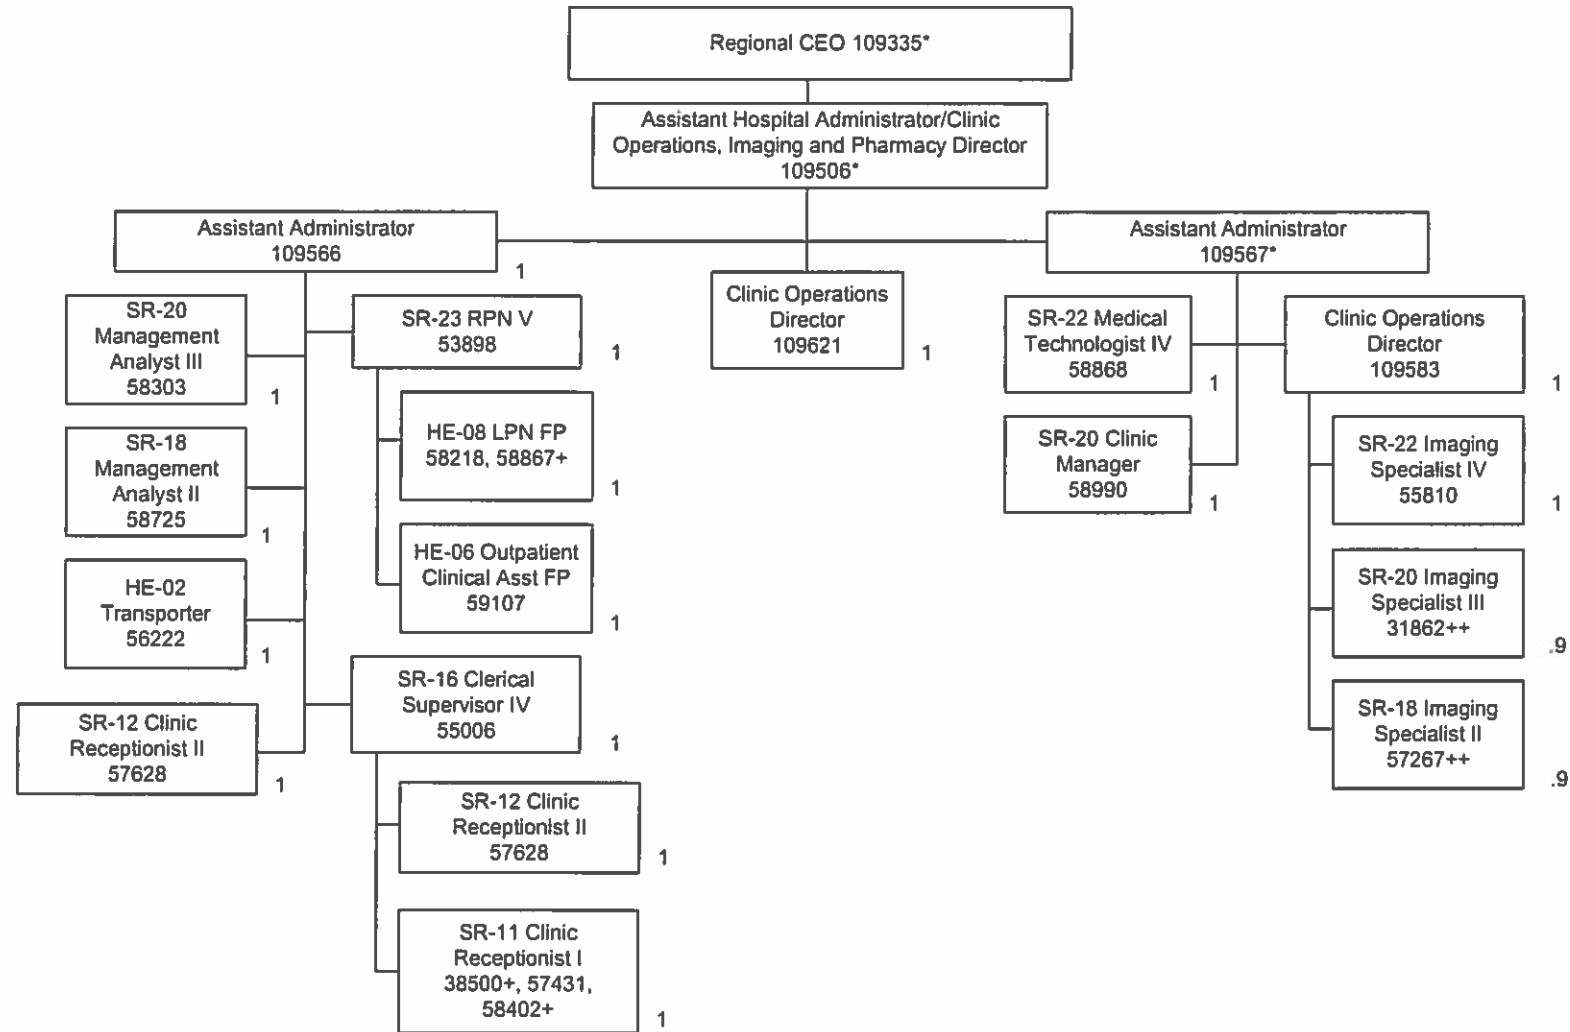 Regional CEO 109335*
Assistant Hospital Administrator/Clinic
Operations, Imaging and Pharmacy Director
109506*
Assistant Administrator
109566
1
Assistant Administrator
109567*
Clinic Operations
Director
109621
1
SR-20
Management
Analyst III
58303
1
SR-23 RPN V
53898
1
SR-18
Management
Analyst II
58725
1
HE-08 LPN FP
58218, 58867+
1
HE-06 Outpatient
Clinical Asst FP
59107
1
HE-02
Transporter
56222
1
SR-12 Clinic
Receptionist II
57628
1
SR-16 Clerical
Supervisor IV
55006
1
SR-12 Clinic
Receptionist II
57628
1
SR-11 Clinic
Receptionist I
38500+, 57431,
58402+
1
SR-22 Medical
Technologist IV
58868
1
Clinic Operations
Director
109583
1
SR-20 Clinic
Manager
58990
1
SR-22 Imaging
Specialist IV
55810
1
SR-20 Imaging
Specialist III
31862++
.9
SR-18 Imaging
Specialist II
57267++
.9